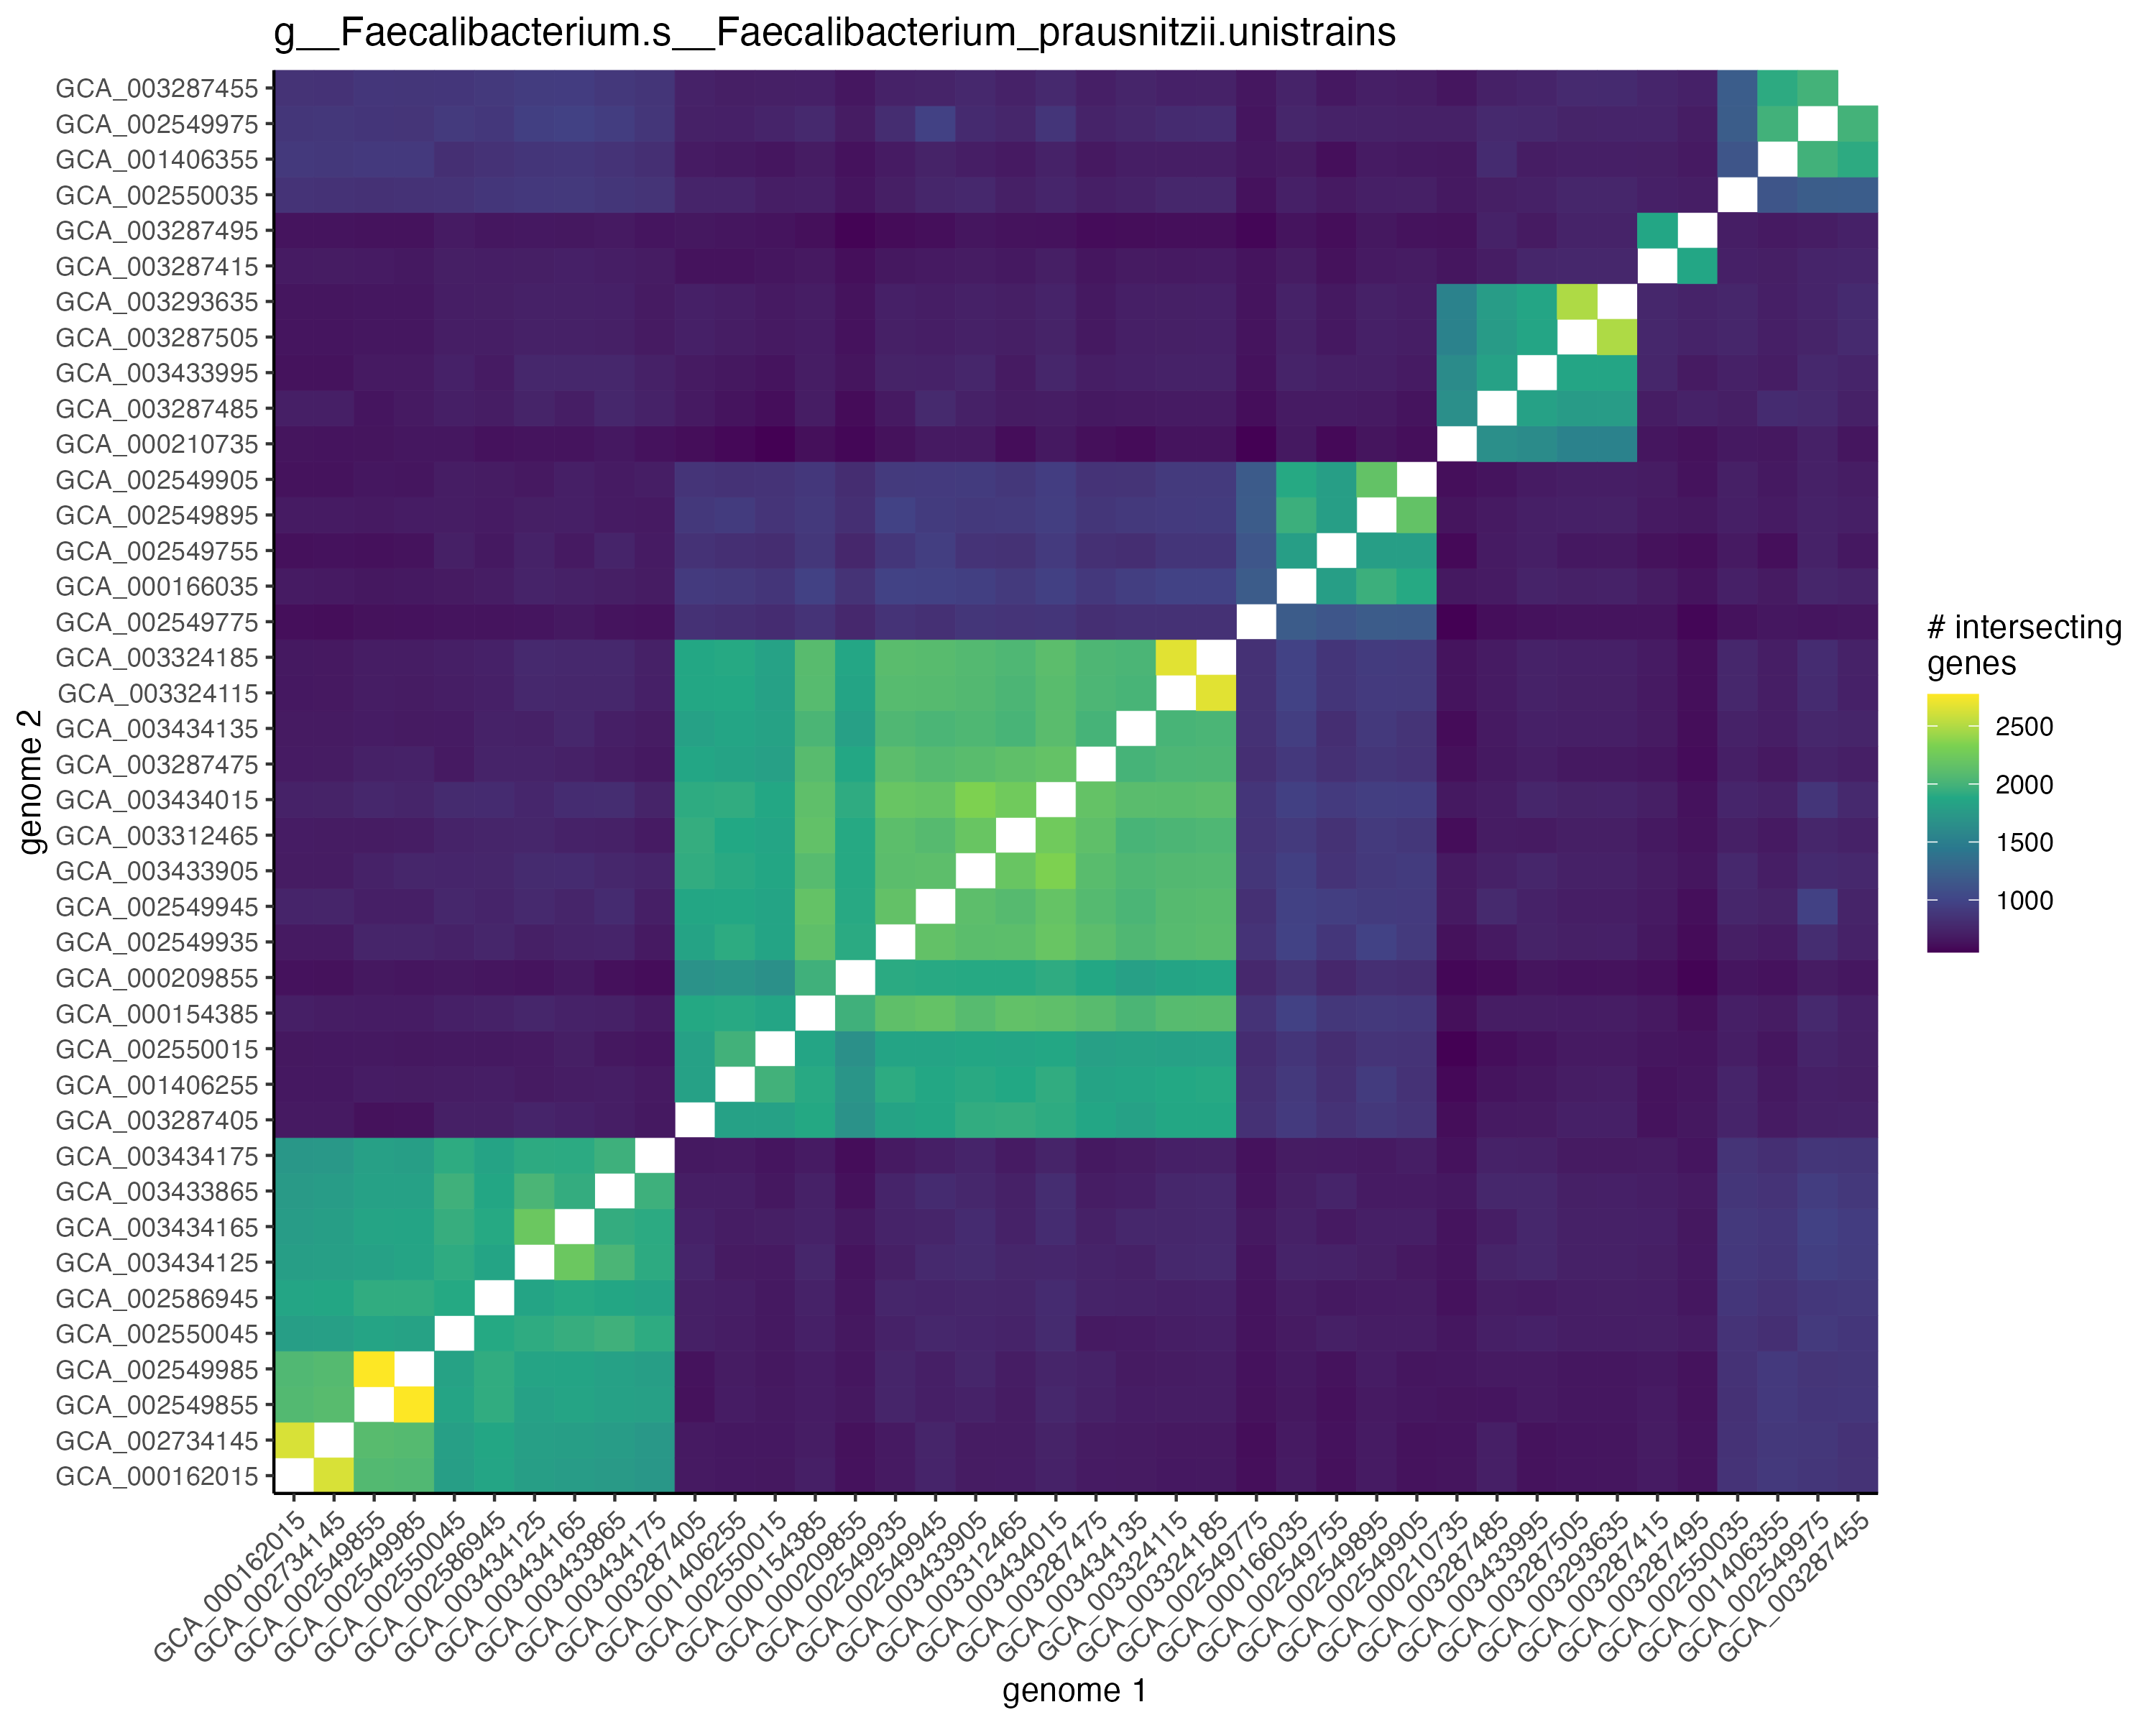 g__Faecalibacterium.s__Faecalibacterium_prausnitzii.unistrains
GCA_003287455
GCA_002549975
GCA_001406355
GCA_002550035
GCA_003287495
GCA_003287415
GCA_003293635
GCA_003287505
GCA_003433995
GCA_003287485
GCA_000210735
GCA_002549905
GCA_002549895
GCA_002549755
GCA_000166035
GCA_002549775
GCA_003324185
GCA_003324115
GCA_003434135
GCA_003287475
GCA_003434015
GCA_003312465
GCA_003433905
GCA_002549945
GCA_002549935
GCA_000209855
GCA_000154385
GCA_002550015
GCA_001406255
GCA_003287405
GCA_003434175
GCA_003433865
GCA_003434165
GCA_003434125
GCA_002586945
GCA_002550045
GCA_002549985
GCA_002549855
GCA_002734145
GCA_000162015
genome 2
GCA_000162015
GCA_002734145
GCA_002549855
GCA_002549985
GCA_002550045
GCA_002586945
GCA_003434125
GCA_003434165
GCA_003433865
GCA_003434175
GCA_003287405
GCA_001406255
GCA_002550015
GCA_000154385
GCA_000209855
GCA_002549935
GCA_002549945
GCA_003433905
GCA_003312465
GCA_003434015
GCA_003287475
GCA_003434135
GCA_003324115
GCA_003324185
GCA_002549775
GCA_000166035
GCA_002549755
GCA_002549895
GCA_002549905
GCA_000210735
GCA_003287485
GCA_003433995
GCA_003287505
GCA_003293635
GCA_003287415
GCA_003287495
GCA_002550035
GCA_001406355
GCA_002549975
GCA_003287455
genome 1
# intersecting
genes
2500
2000
1500
1000